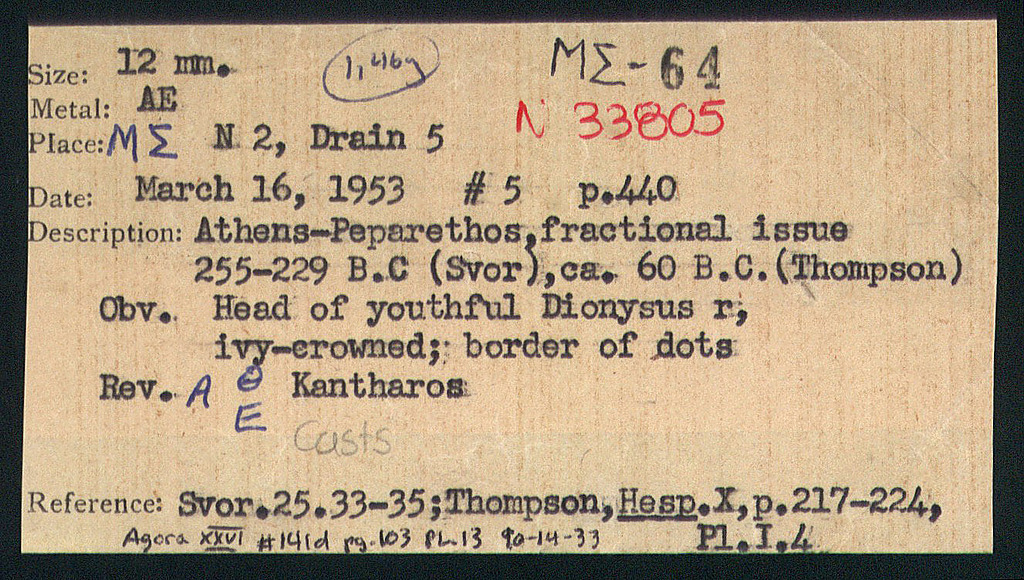 Size: 12 mm. 1,46g ΜΣ-64
Metal: AE N 33805
Place: ΜΣ N 2, Drain 5
Date: March 16, 1953 # 5 p.440
Description: Athens-Peparethos,fractional issue
255-229 B.C (Svor),ca. 60 B.C.(Thompson)
Obv. Head of youthful Dionysus r,
ivy-crowned; border of dots
Rev. Α Θ Kantharos
Ε
Casts
Reference: Svor.25.33-35;Thompson,Hesp.X,p.217-224,
Pl.I.4
Agora XXVI #141d pg.103 PL.13 90-14-33